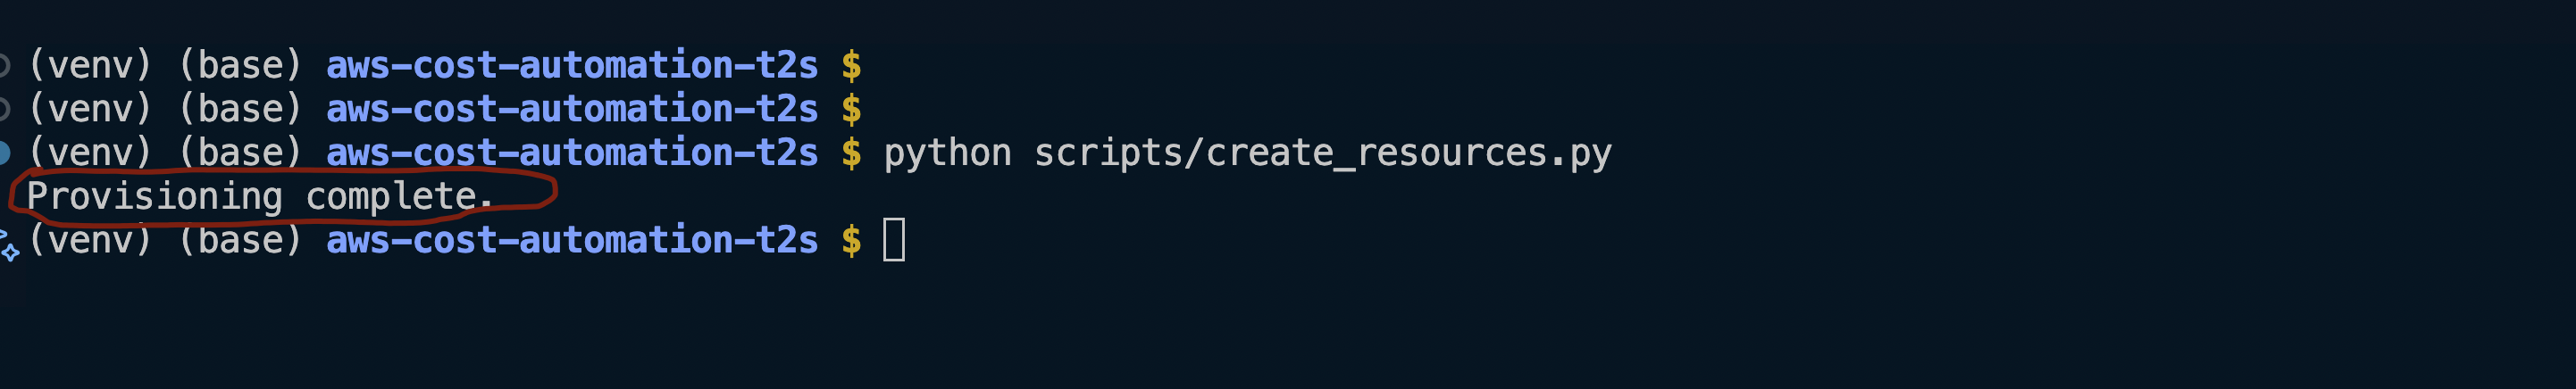 (venv) (base) aws-cost-automation-t2s $
(venv) (base) aws-cost-automation-t2s $
(venv) (base) aws-cost-automation-t2s $ python scripts/create_resources.py
Provisioning complete.
(venv) (base) aws-cost-automation-t2s $